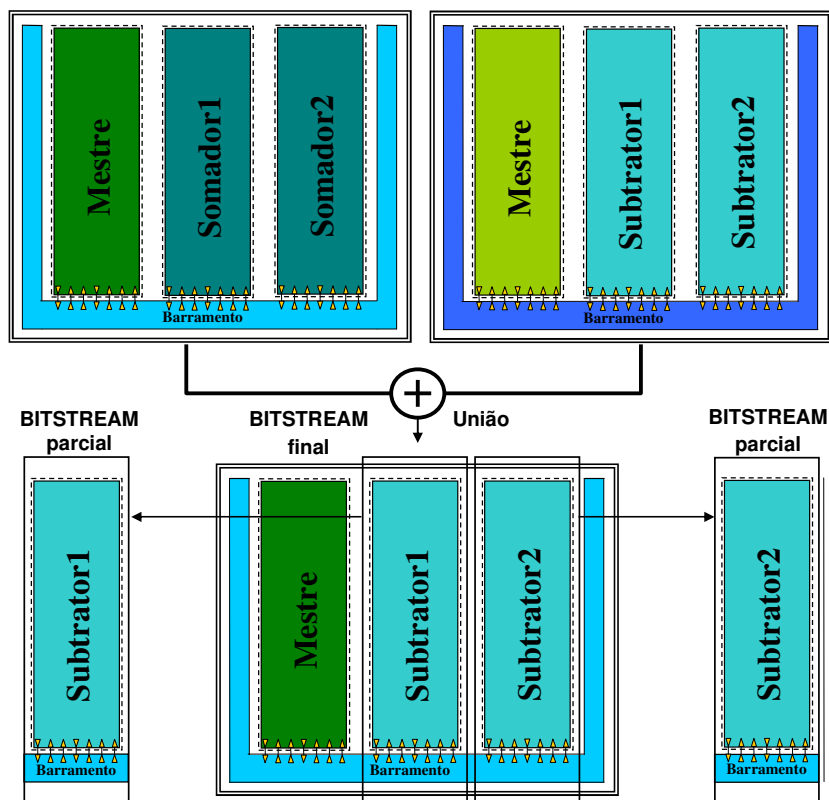 Mestre
Somador1
Somador2
Barramento
Mestre
Subtrator1
Subtrator2
Barramento
BITSTREAM
parcial
BITSTREAM
final
União
BITSTREAM
parcial
Subtrator1
Barramento
Mestre
Subtrator1
Subtrator2
Barramento
Subtrator2
Barramento